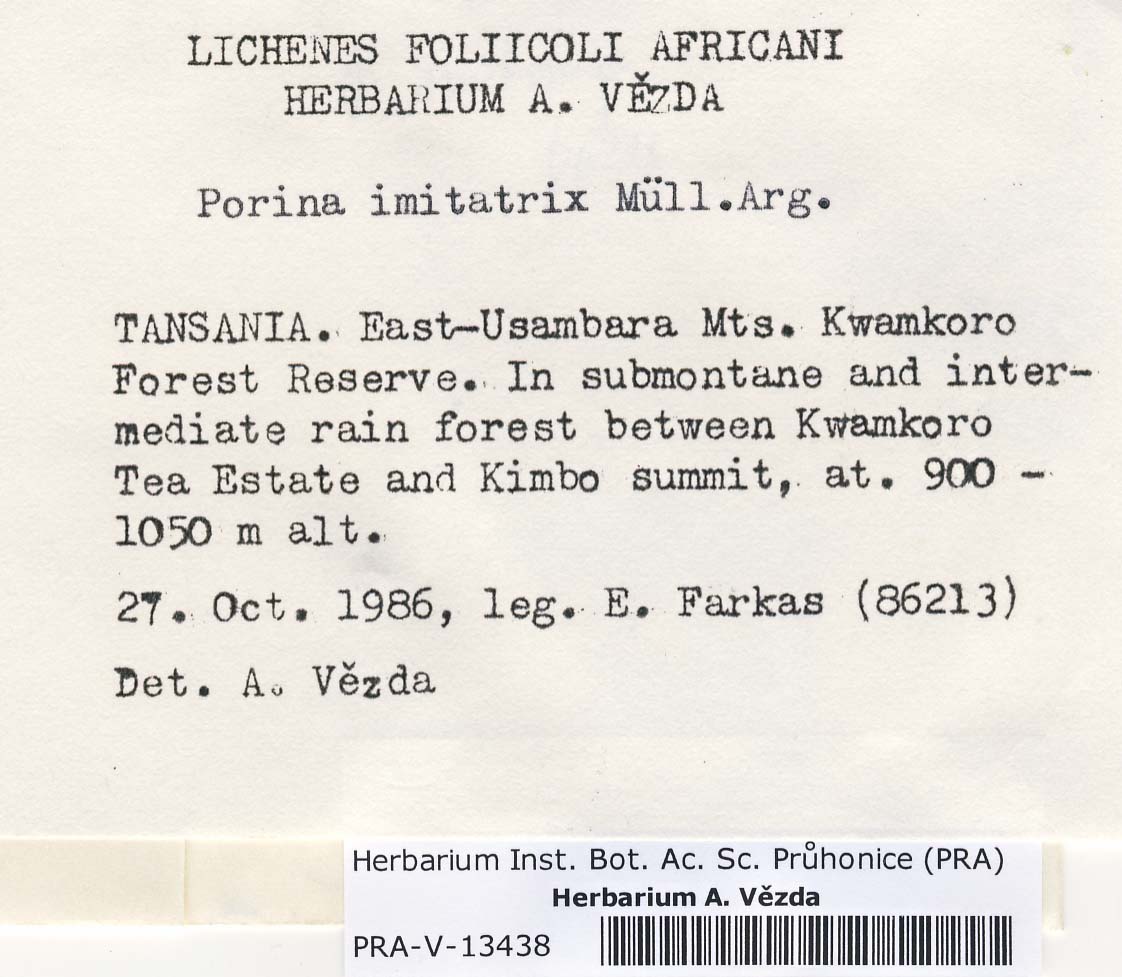 LICHENES FOLIICOLI AFRICANI
HERBARIUM A. VĚZDA
Porina imitatrix Müll.Arg.
TANSANIA. East-Usambara Mts. Kwamkoro
Forest Reserve. In submontane and inter-
mediate rain forest between Kwamkoro
Tea Estate and Kimbo summit, at. 900 -
1050 m alt.
27. Oct. 1986, leg. E. Farkas (86213)
Det. A. Vězda
Herbarium Inst. Bot. Ac. Sc. Průhonice (PRA)
Herbarium A. Vězda
PRA-V-13438